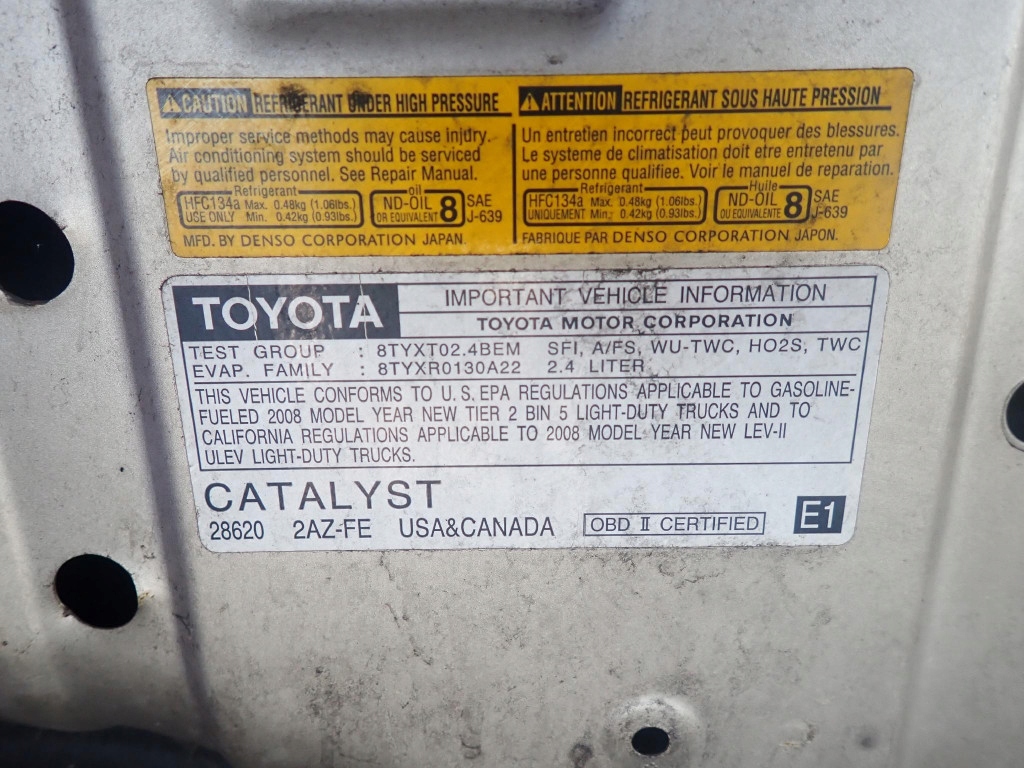 CAUTION REFRIGERANT UNDER HIGH PRESSURE
Improper service methods may cause injury.
Air conditioning system should be serviced
by qualified personnel. See Repair Manual.
Refrigerant
HFC134a Max. 0.48kg (1.06lbs.)
USE ONLY Min. 0.42kg (0.93lbs.)
oil
ND-OIL 8
OR EQUIVALENT
SAE
J-639
MFD. BY DENSO CORPORATION JAPAN.
ATTENTION REFRIGERANT SOUS HAUTE PRESSION
Un entretien incorrect peut provoquer des blessures.
Le systeme de climatisation doit etre entretenu par
une personne qualifiee. Voir le manuel de reparation.
Refrigerant
HFC134a Max. 0.48kg (1.06lbs.)
UNIQUEMENT Min. 0.42kg (0.93lbs.)
Huile
ND-OIL 8
OU EQUIVALENTE
SAE
J-639
FABRIQUE PAR DENSO CORPORATION JAPON.
TOYOTA
IMPORTANT VEHICLE INFORMATION
TOYOTA MOTOR CORPORATION
TEST GROUP : 8TYXT02.4BEM SFI, A/FS, WU-TWC, HO2S, TWC
EVAP. FAMILY : 8TYXR0130A22 2.4 LITER
THIS VEHICLE CONFORMS TO U.S.EPA REGULATIONS APPLICABLE TO GASOLINE-
FUELED 2008 MODEL YEAR NEW TIER 2 BIN 5 LIGHT-DUTY TRUCKS AND TO
CALIFORNIA REGULATIONS APPLICABLE TO 2008 MODEL YEAR NEW LEV-II
ULEV LIGHT-DUTY TRUCKS.
CATALYST
28620 2AZ-FE USA&CANADA OBD II CERTIFIED E1